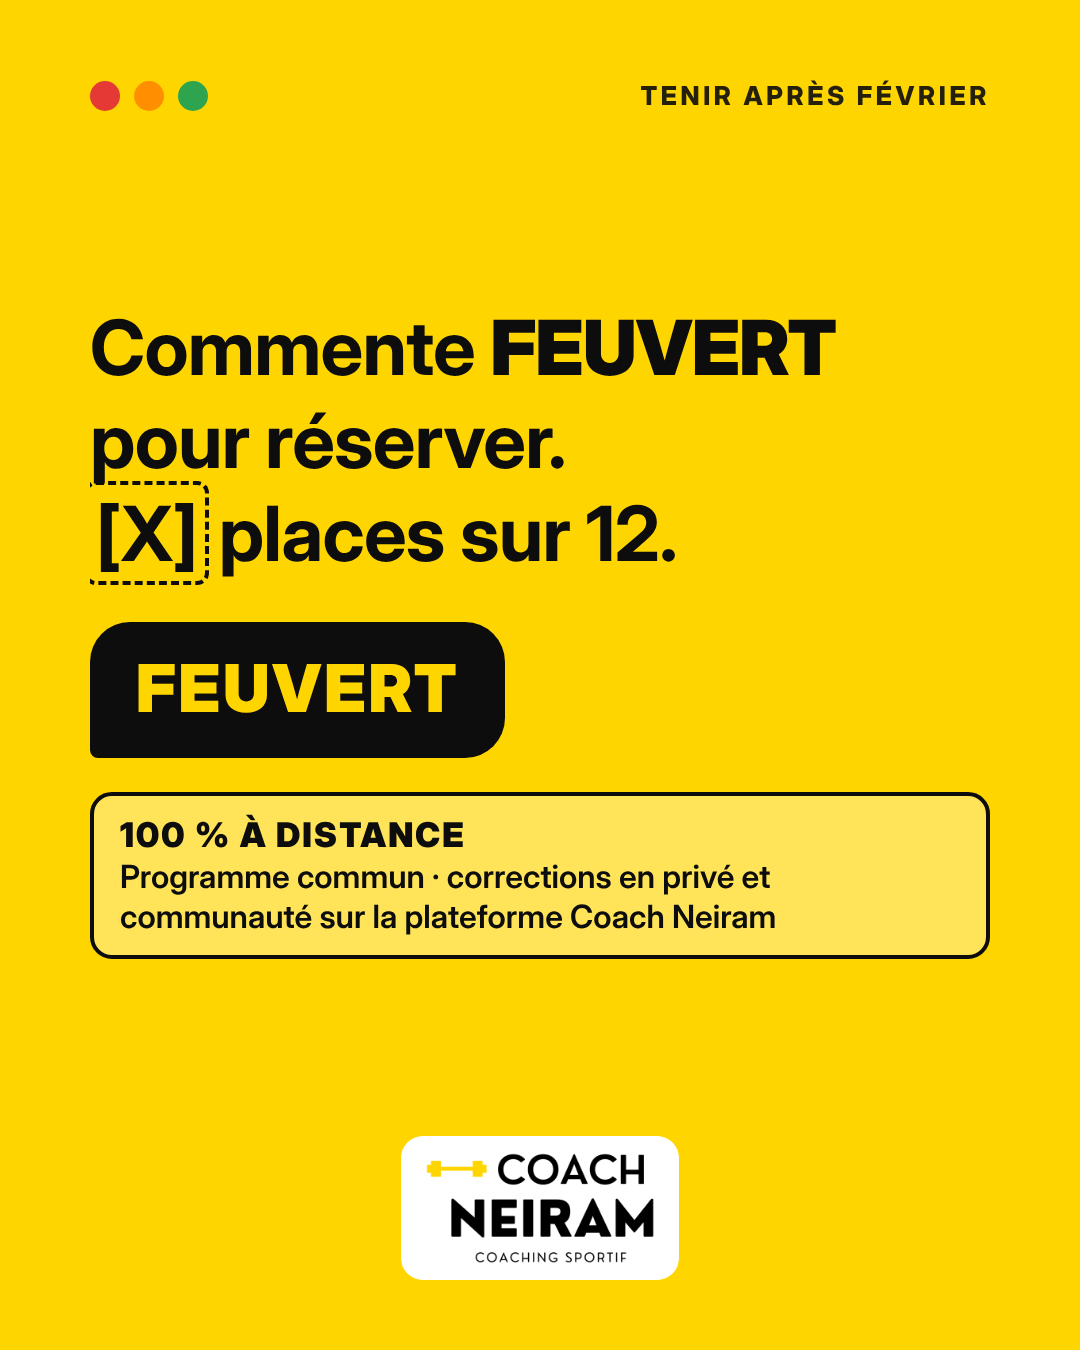 TENIR APRÈS FÉVRIER
Commente FEUVERT
pour réserver.
[X] places sur 12.
FEUVERT
100 % À DISTANCE
Programme commun · corrections en privé et
communauté sur la plateforme Coach Neiram
COACH
NEIRAM
COACHING SPORTIF